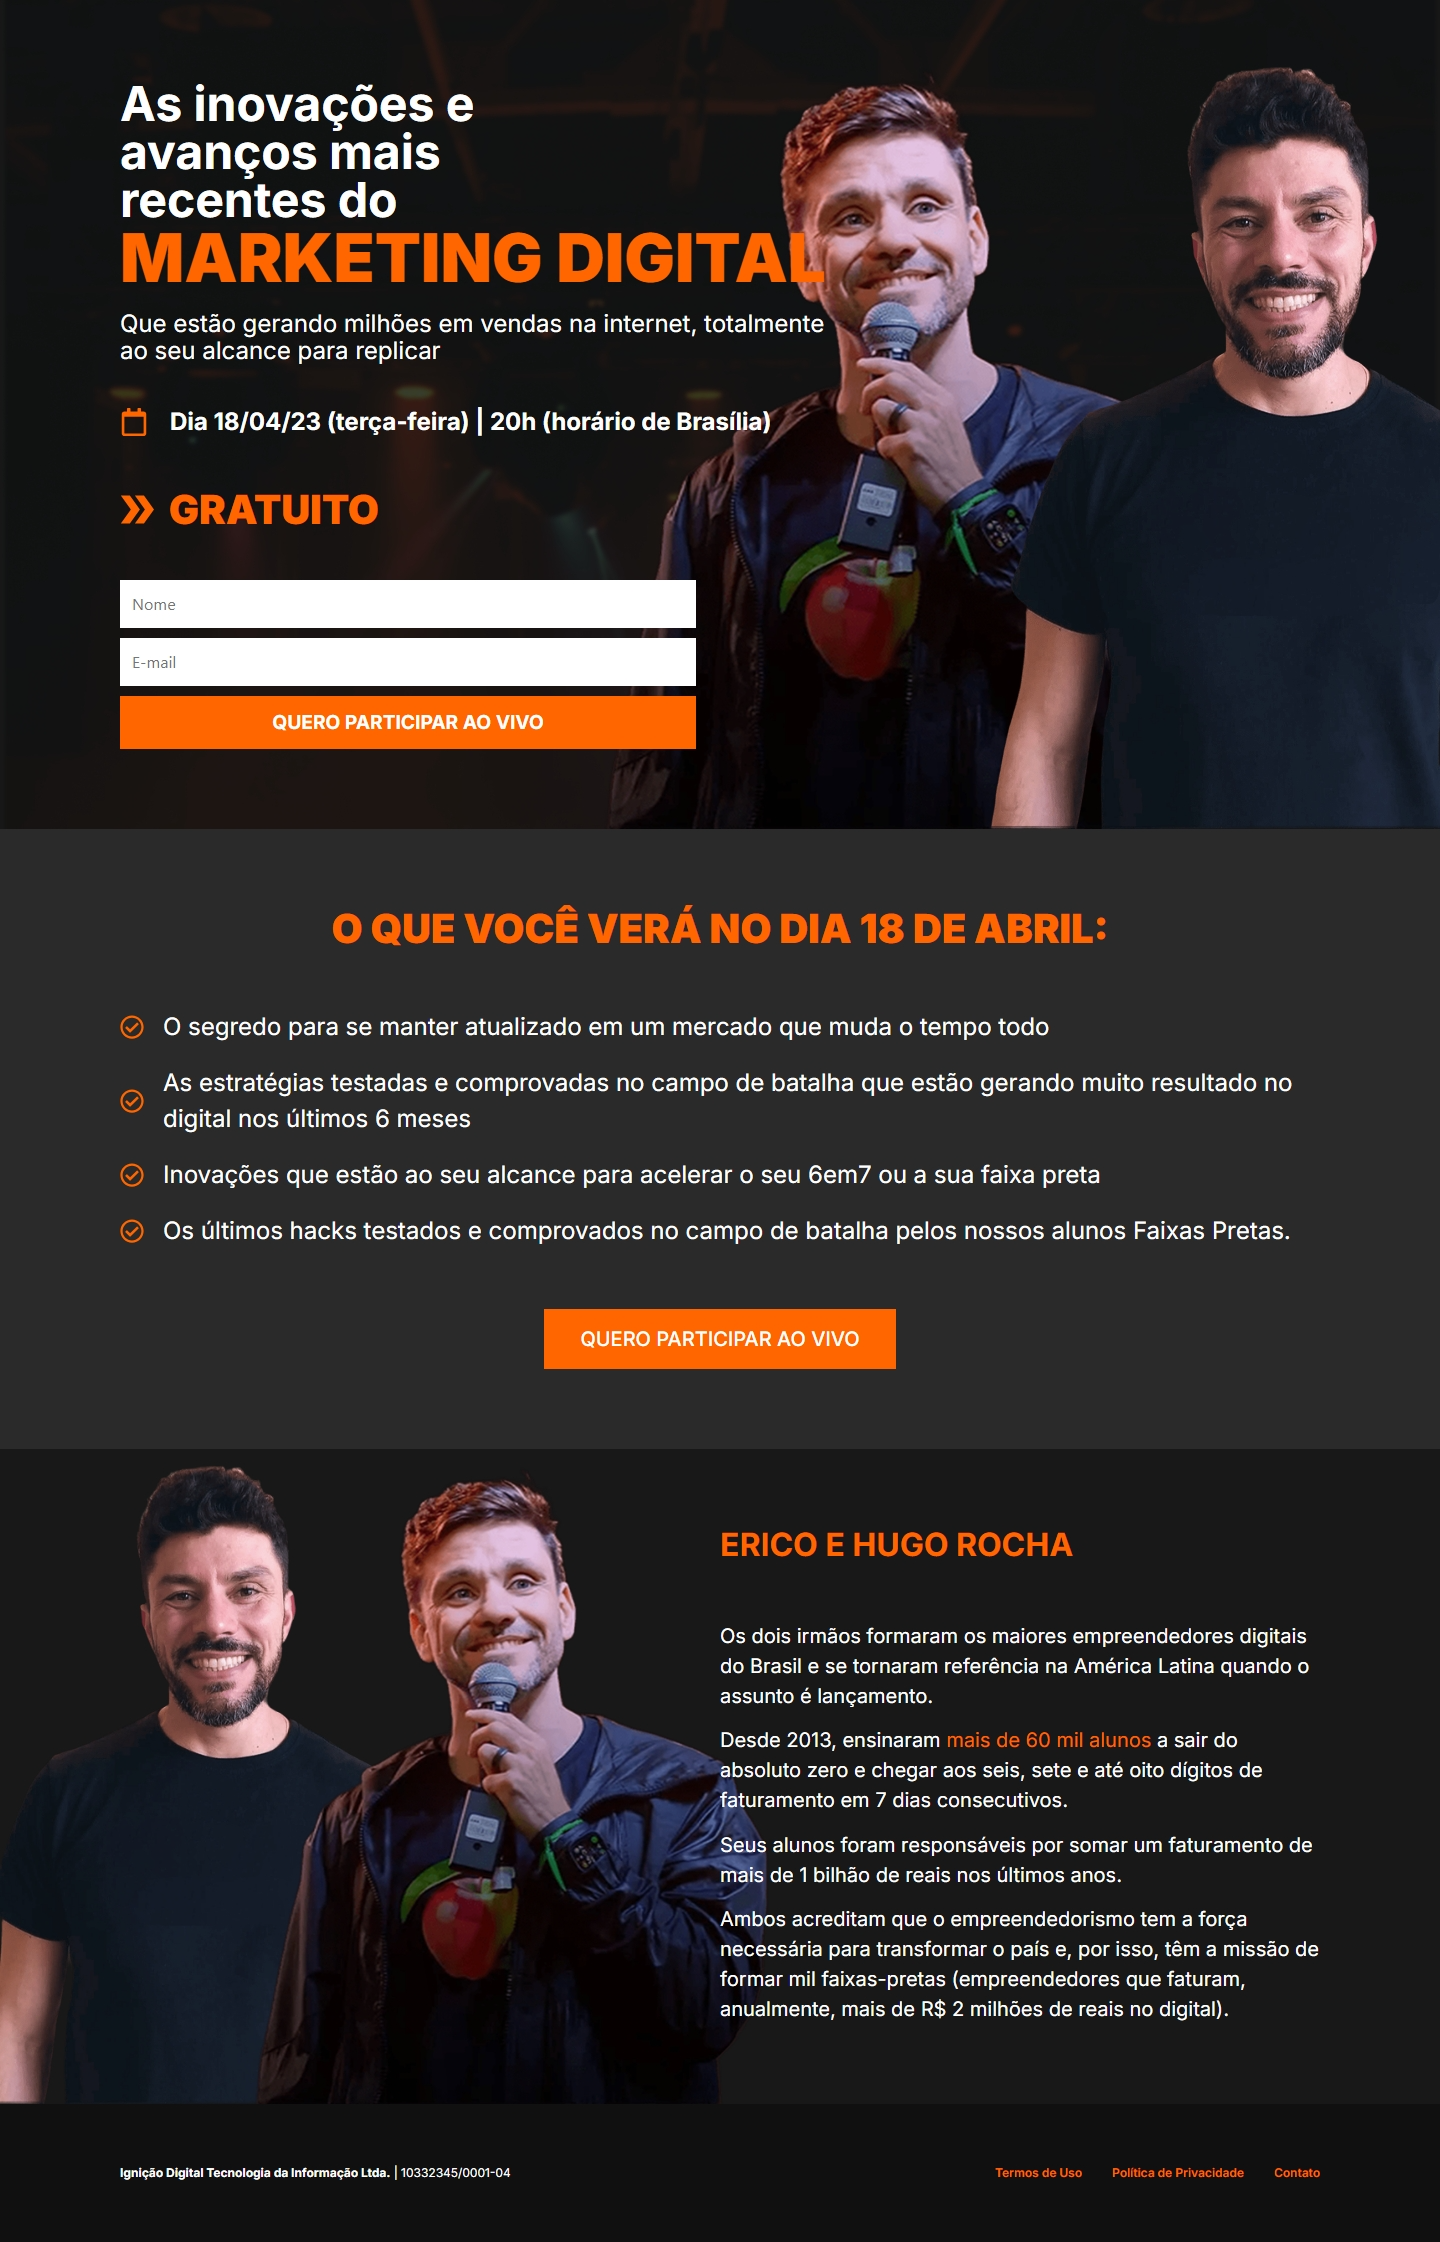 As inovações e
avanços mais
recentes do
MARKETING DIGITAL
Que estão gerando milhões em vendas na internet, totalmente
ao seu alcance para replicar
Dia 18/04/23 (terça-feira) | 20h (horário de Brasília)
GRATUITO
Nome
E-mail
QUERO PARTICIPAR AO VIVO
O QUE VOCÊ VERÁ NO DIA 18 DE ABRIL:
O segredo para se manter atualizado em um mercado que muda o tempo todo
As estratégias testadas e comprovadas no campo de batalha que estão gerando muito resultado no
digital nos últimos 6 meses
Inovações que estão ao seu alcance para acelerar o seu 6em7 ou a sua faixa preta
Os últimos hacks testados e comprovados no campo de batalha pelos nossos alunos Faixas Pretas.
QUERO PARTICIPAR AO VIVO
ERICO E HUGO ROCHA
Os dois irmãos formaram os maiores empreendedores digitais
do Brasil e se tornaram referência na América Latina quando o
assunto é lançamento.
Desde 2013, ensinaram mais de 60 mil alunos a sair do
absoluto zero e chegar aos seis, sete e até oito dígitos de
faturamento em 7 dias consecutivos.
Seus alunos foram responsáveis por somar um faturamento de
mais de 1 bilhão de reais nos últimos anos.
Ambos acreditam que o empreendedorismo tem a força
necessária para transformar o país e, por isso, têm a missão de
formar mil faixas-pretas (empreendedores que faturam,
anualmente, mais de R$ 2 milhões de reais no digital).
Ignição Digital Tecnologia da Informação Ltda. | 10332345/0001-04
Termos de Uso Política de Privacidade Contato